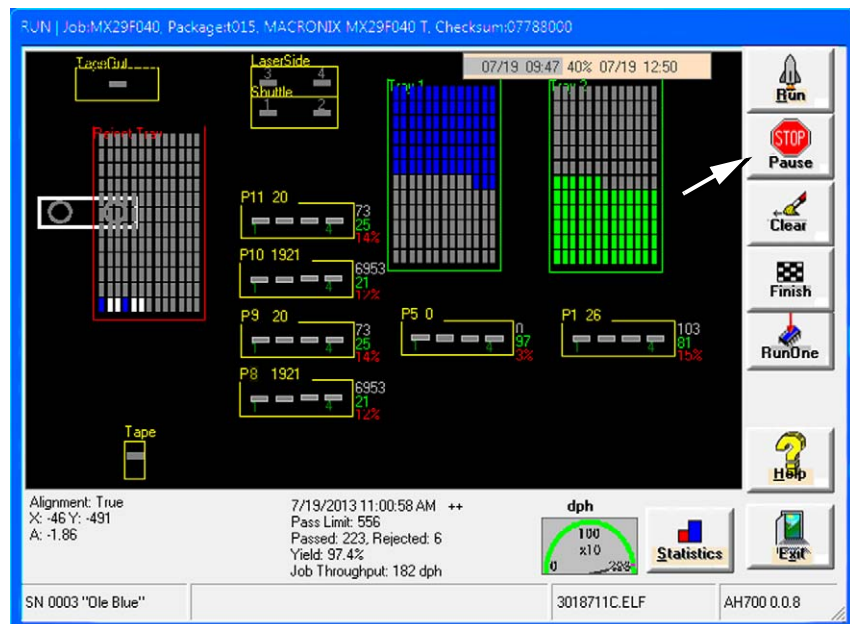 RUN | Job:MX29F040, Package:t015, MACRONIX MX29F040 T, Checksum:07788000
07/19 09:47 40% 07/19 12:50
LaserSide
3 4
Shuttle
1 2
Tray 1
Tray 2
Reject Tray
P11 20
73
25
14%
1 4
P10 1921
6953
21
12%
1 4
P9 20
73
25
14%
1 4
P8 1921
6953
21
12%
1 4
P5 0
0
97
3%
1 4
P1 26
103
81
15%
1 4
Tape
Run
STOP
Pause
Clear
Finish
RunOne
Help
Exit
Alignment: True
X: -46 Y: -491
A: -1.86
7/19/2013 11:00:58 AM ++
Pass Limit: 556
Passed: 223, Rejected: 6
Yield: 97.4%
Job Throughput: 182 dph
dph
100
x10
0
Statistics
SN 0003 "Ole Blue"
3018711C.ELF
AH700 0.0.8